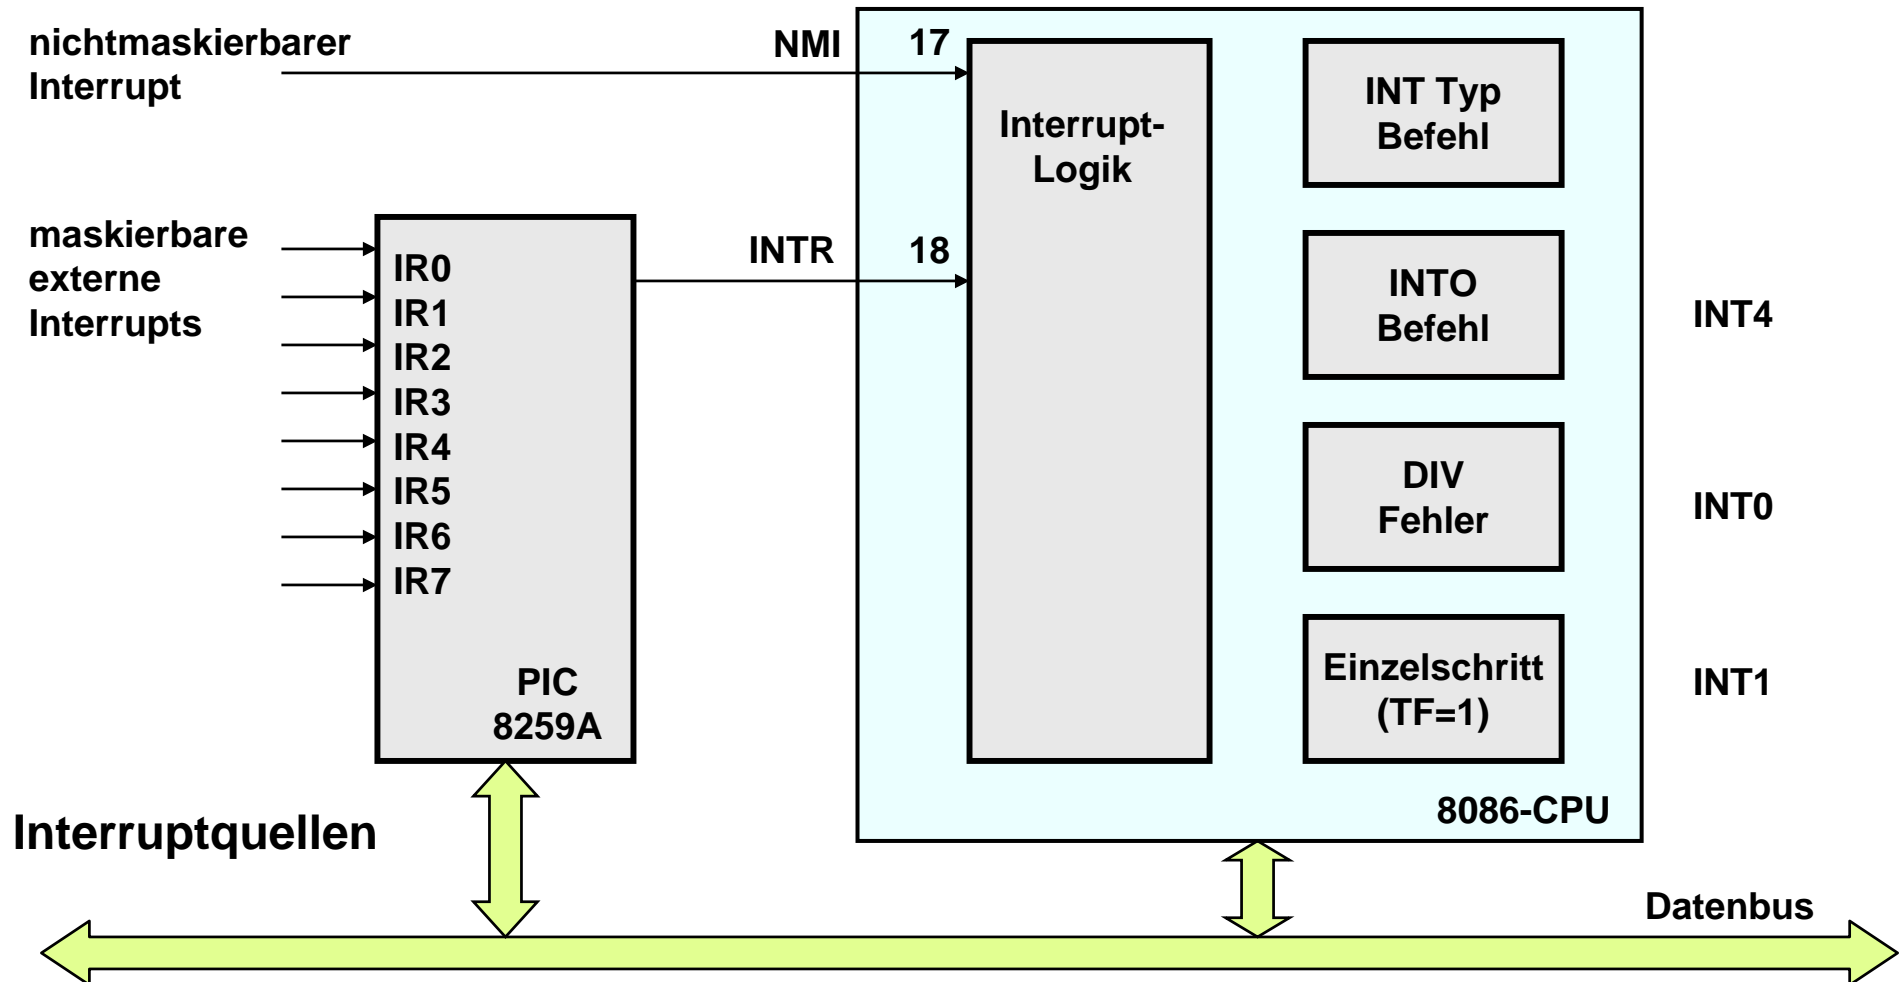 nichtmaskierbarer
Interrupt
NMI
17
Interrupt-
Logik
INT Typ
Befehl
maskierbare
externe
Interrupts
IR0
IR1
IR2
IR3
IR4
IR5
IR6
IR7
PIC
8259A
INTR
18
INTO
Befehl
INT4
DIV
Fehler
INT0
Einzelschritt
(TF=1)
INT1
8086-CPU
Interruptquellen
Datenbus